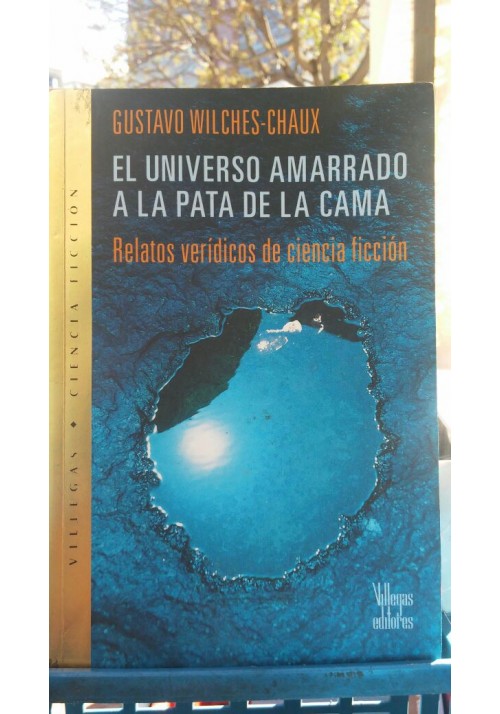 GUSTAVO WILCHES-CHAUX
EL UNIVERSO AMARRADO
A LA PATA DE LA CAMA
Relatos verídicos de ciencia ficción
VILLEGAS ◆ CIENCIA FICCION
Villegas
editores